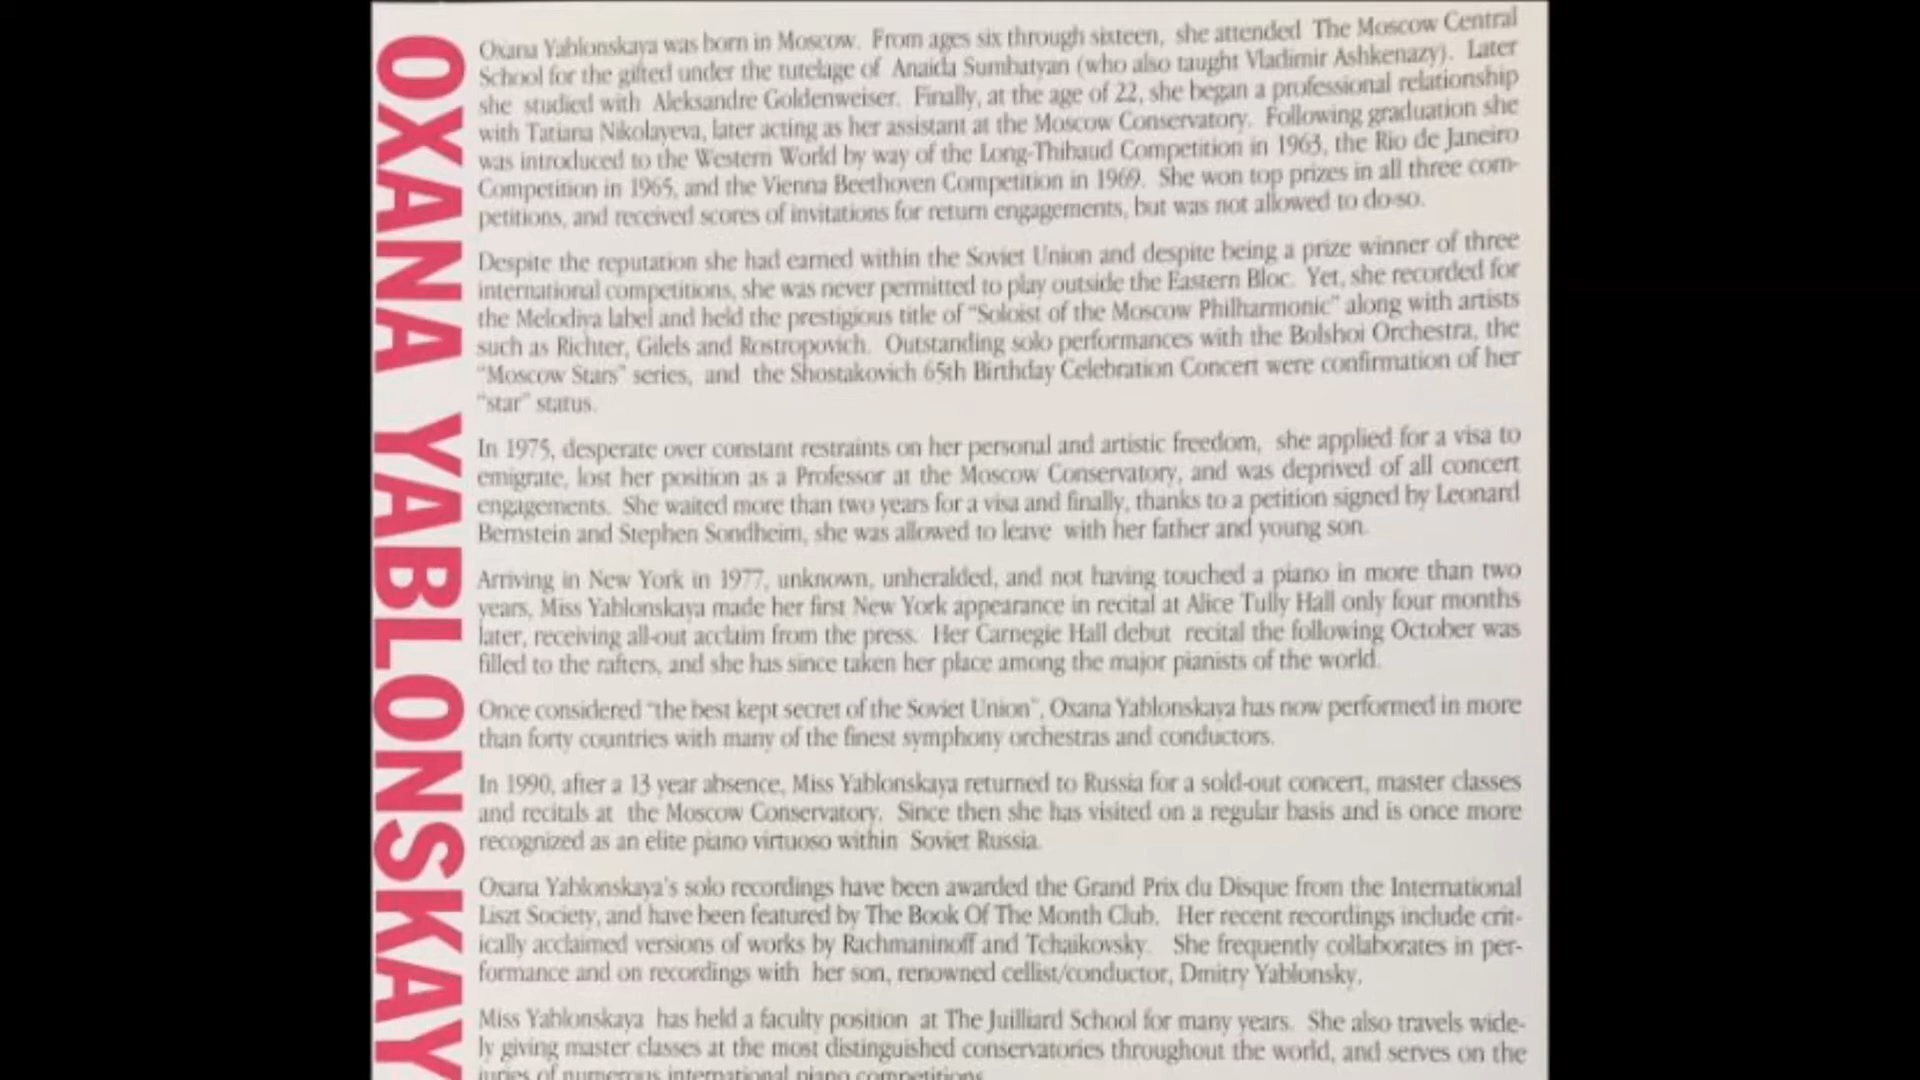 OXANA YABLONSKAY
Oxana Yablonskaya was born in Moscow. From ages six through sixteen, she attended The Moscow Central
School for the gifted under the tutelage of Anaida Sumbatyan (who also taught Vladimir Ashkenazy). Later
she studied with Aleksandre Goldenweiser. Finally, at the age of 22, she began a professional relationship
with Tatiana Nikolayeva, later acting as her assistant at the Moscow Conservatory. Following graduation she
was introduced to the Western World by way of the Long-Thibaud Competition in 1963, the Rio de Janeiro
Competition in 1965, and the Vienna Beethoven Competition in 1969. She won top prizes in all three com-
petitions, and received scores of invitations for return engagements, but was not allowed to do-so.
Despite the reputation she had earned within the Soviet Union and despite being a prize winner of three
international competitions, she was never permitted to play outside the Eastern Bloc. Yet, she recorded for
the Melodiya label and held the prestigious title of "Soloist of the Moscow Philharmonic" along with artists
such as Richter, Gilels and Rostropovich. Outstanding solo performances with the Bolshoi Orchestra, the
"Moscow Stars" series, and the Shostakovich 65th Birthday Celebration Concert were confirmation of her
"star" status.
In 1975, desperate over constant restraints on her personal and artistic freedom, she applied for a visa to
emigrate, lost her position as a Professor at the Moscow Conservatory, and was deprived of all concert
engagements. She waited more than two years for a visa and finally, thanks to a petition signed by Leonard
Bernstein and Stephen Sondheim, she was allowed to leave with her father and young son.
Arriving in New York in 1977, unknown, unheralded, and not having touched a piano in more than two
years, Miss Yablonskaya made her first New York appearance in recital at Alice Tully Hall only four months
later, receiving all-out acclaim from the press. Her Carnegie Hall debut recital the following October was
filled to the rafters, and she has since taken her place among the major pianists of the world.
Once considered "the best kept secret of the Soviet Union", Oxana Yablonskaya has now performed in more
than forty countries with many of the finest symphony orchestras and conductors.
In 1990, after a 13 year absence, Miss Yablonskaya returned to Russia for a sold-out concert, master classes
and recitals at the Moscow Conservatory. Since then she has visited on a regular basis and is once more
recognized as an elite piano virtuoso within Soviet Russia.
Oxana Yablonskaya's solo recordings have been awarded the Grand Prix du Disque from the International
Liszt Society, and have been featured by The Book Of The Month Club. Her recent recordings include crit-
ically acclaimed versions of works by Rachmaninoff and Tchaikovsky. She frequently collaborates in per-
formance and on recordings with her son, renowned cellist/conductor, Dmitry Yablonsky.
Miss Yablonskaya has held a faculty position at The Juilliard School for many years. She also travels wide-
ly giving master classes at the most distinguished conservatories throughout the world, and serves on the
juries of numerous international piano competitions.